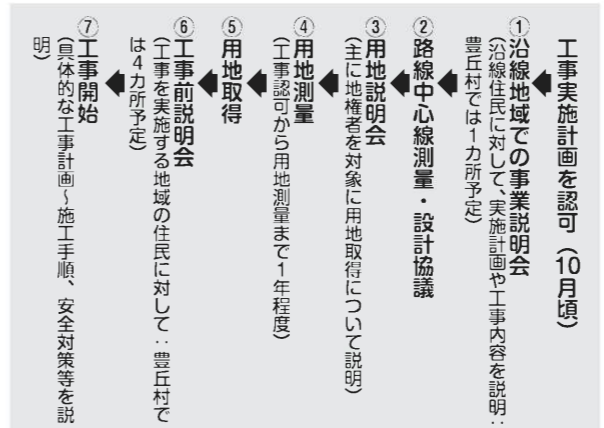 工事実施計画を認可（10月頃）
①沿線地域での事業説明会
（沿線住民に対して、実施計画や工事内容を説明：
豊丘村では1カ所予定）
②路線中心線測量・設計協議
③用地説明会
（主に地権者を対象に用地取得について説明）
④用地測量
（工事認可から用地測量まで1年程度）
⑤用地取得
⑥工事前説明会
（工事を実施する地域の住民に対して：豊丘村で
は4カ所予定）
⑦工事開始
（具体的な工事計画～施工手順、安全対策等を説
明）